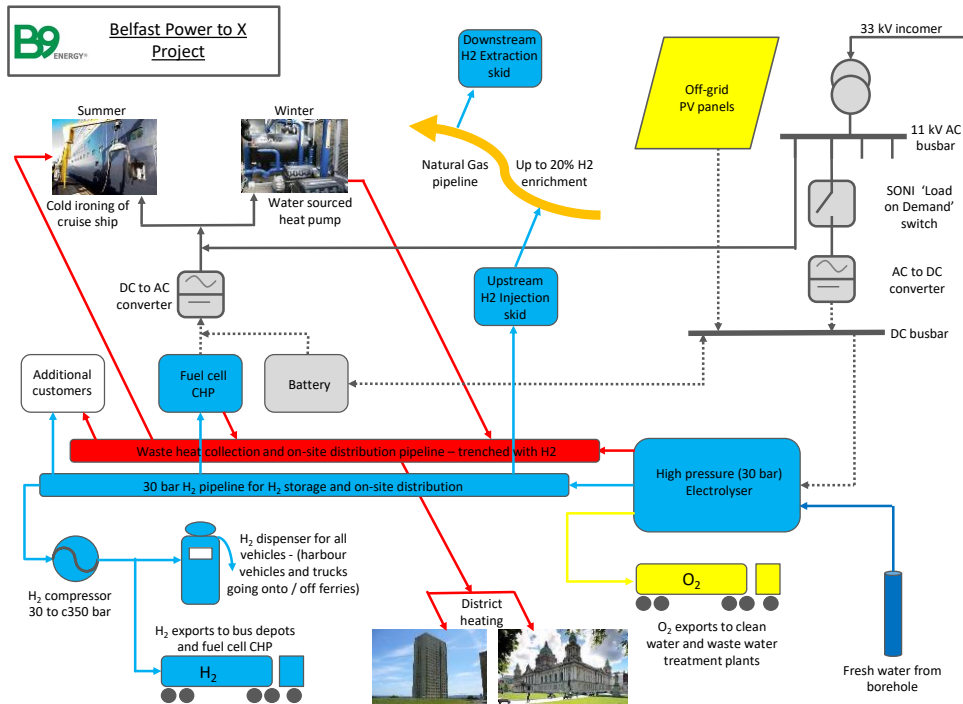 B9
ENERGY®
Belfast Power to X
Project
Downstream
H2 Extraction
skid
33 kV incomer
Off-grid
PV panels
Summer
Winter
11 kV AC
busbar
Natural Gas
pipeline
Up to 20% H2
enrichment
SONI ‘Load
on Demand’
switch
Cold ironing of
cruise ship
Water sourced
heat pump
DC to AC
converter
Upstream
H2 Injection
skid
AC to DC
converter
DC busbar
Additional
customers
Fuel cell
CHP
Battery
Waste heat collection and on-site distribution pipeline – trenched with H2
High pressure (30 bar)
Electrolyser
30 bar H₂ pipeline for H₂ storage and on-site distribution
H₂ dispenser for all
vehicles - (harbour
vehicles and trucks
going onto / off ferries)
H₂ compressor
30 to c350 bar
O₂
District
heating
H₂ exports to bus depots
and fuel cell CHP
O₂ exports to clean
water and waste water
treatment plants
H₂
Fresh water from
borehole